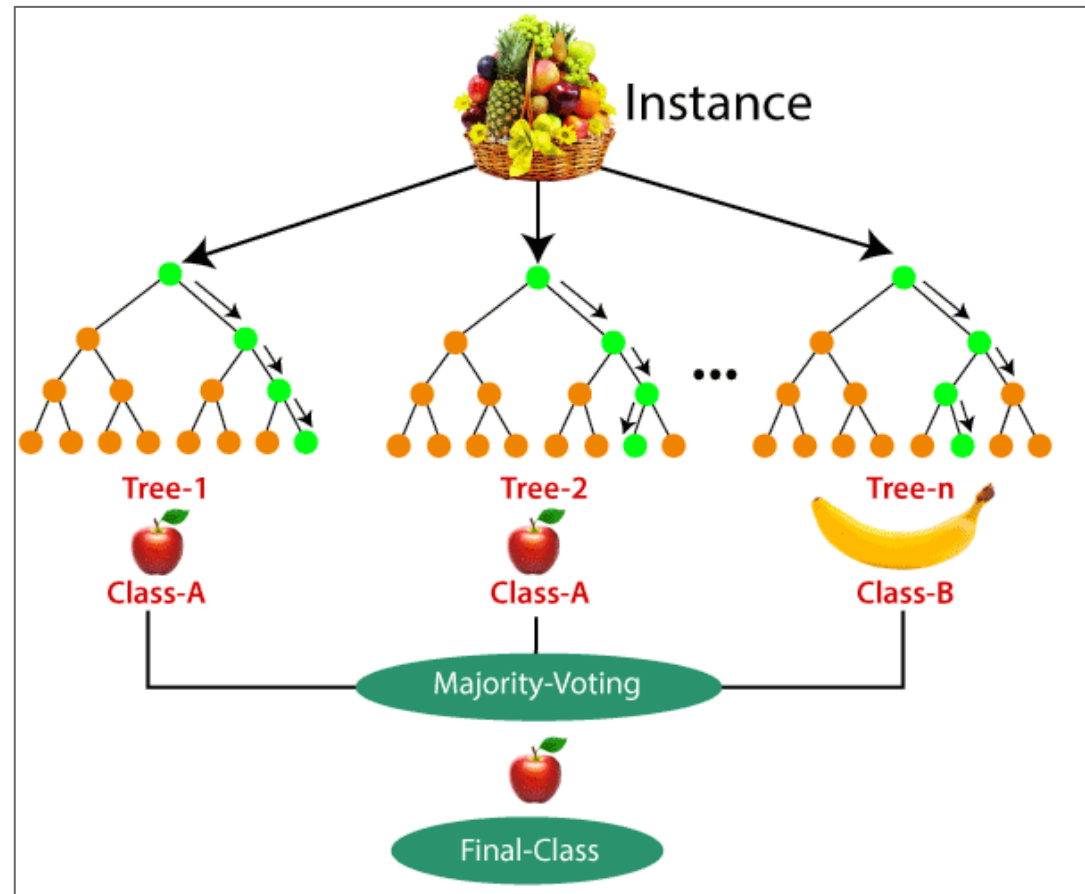 Instance
...
Tree-1
Tree-2
Tree-n
Class-A
Class-A
Class-B
Majority-Voting
Final-Class